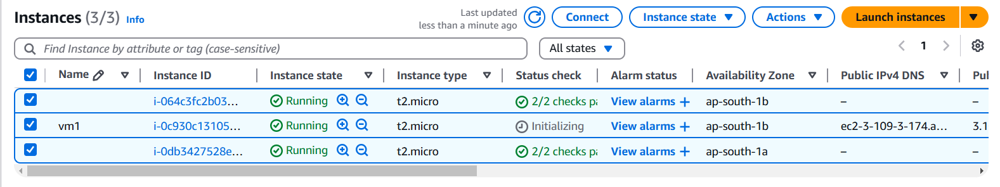 Instances (3/3) Info
Last updated
less than a minute ago
Connect Instance state Actions Launch instances
Find Instance by attribute or tag (case-sensitive) All states 1
Name Instance ID Instance state Instance type Status check Alarm status Availability Zone Public IPv4 DNS Pul
i-064c3fc2b03... Running t2.micro 2/2 checks pa View alarms + ap-south-1b – –
vm1 i-0c930c13105... Running t2.micro Initializing View alarms + ap-south-1b ec2-3-109-3-174.a... 3.1
i-0db3427528e... Running t2.micro 2/2 checks pa View alarms + ap-south-1a – –